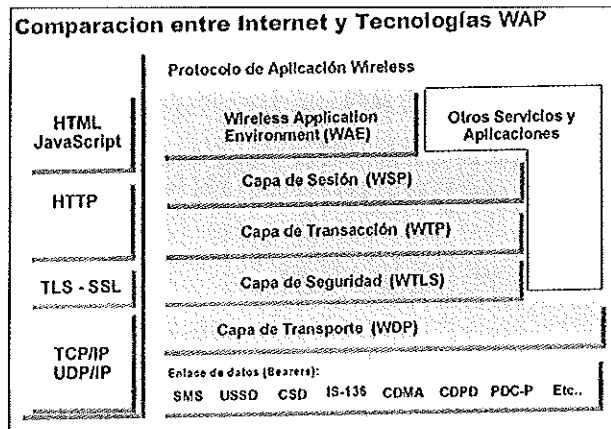 Comparacion entre Internet y Tecnologías WAP
Protocolo de Aplicación Wireless
HTML
JavaScript
HTTP
TLS - SSL
TCP/IP
UDP/IP
Wireless Application
Environment (WAE)
Otros Servicios y
Aplicaciones
Capa de Sesión (WSP)
Capa de Transacción (WTP)
Capa de Seguridad (WTLS)
Capa de Transporte (WDP)
Enlace de datos (Bearers):
SMS USSD CSD IS-136 CDMA CDPD PDC-P Etc..